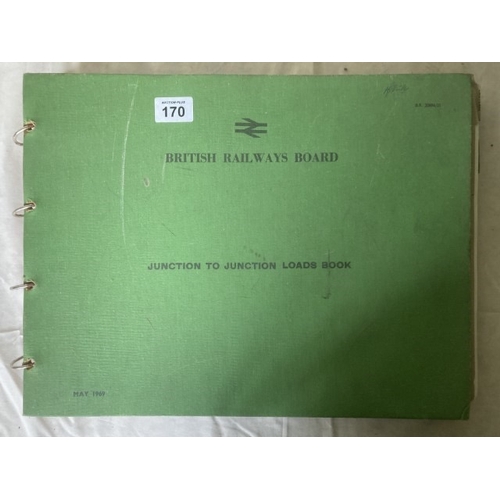 170
BRITISH RAILWAYS BOARD
JUNCTION TO JUNCTION LOADS BOOK
MAY 1969